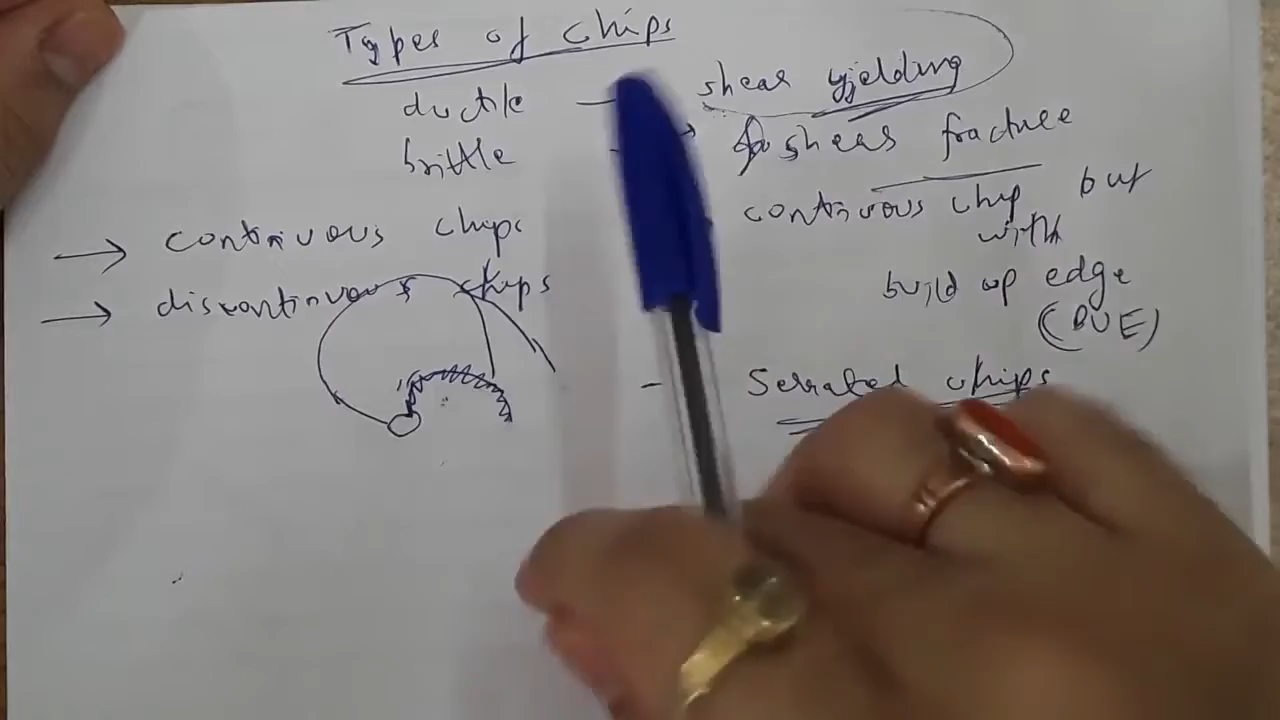 Types of chips
ductile → shear yielding
brittle → shear fracture
→ continuous chips
→ discontinuous chips
continuous chip but
with
build up edge
(BUE)
- Serrated chips